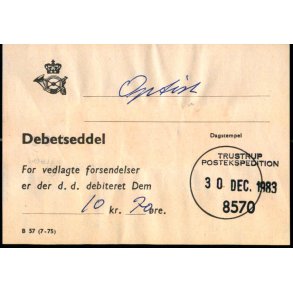 Debetseddel
Dagstempel
For vedlagte forsendelser
er der d. d. debiteret Dem
10 kr. 70 øre.
TRUSTRUP
POSTEKSPEDITION
30 DEC. 1983
8570
B 57 (7-75)